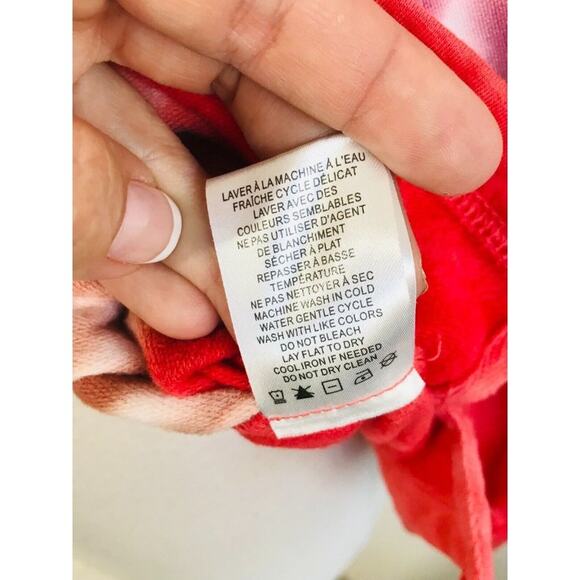 LAVER À LA MACHINE À L'EAU
FRAÎCHE CYCLE DÉLICAT
LAVER AVEC DES
COULEURS SEMBLABLES
NE PAS UTILISER D'AGENT
DE BLANCHIMENT
SÉCHER À PLAT
REPASSER À BASSE
TEMPÉRATURE
NE PAS NETTOYER À SEC
MACHINE WASH IN COLD
WATER GENTLE CYCLE
WASH WITH LIKE COLORS
DO NOT BLEACH
LAY FLAT TO DRY
COOL IRON IF NEEDED
DO NOT DRY CLEAN